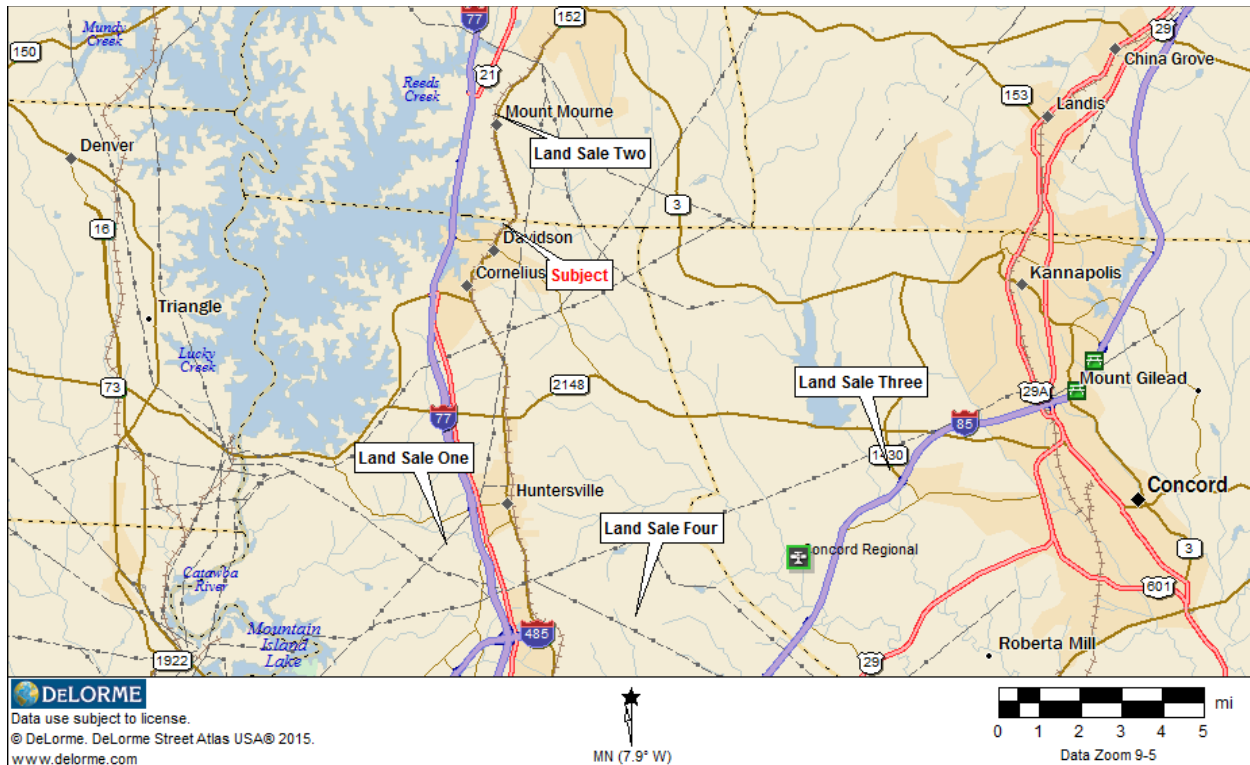 77
152
Mundy
Creek
29
150
China Grove
21
Reeds
Creek
153
Landis
Mount Mourne
Denver
Land Sale Two
3
16
Davidson
Subject
Cornelius
Kannapolis
Triangle
Lucky
Creek
73
2148
Land Sale Three
29A
Mount Gilead
77
85
Land Sale One
1430
Huntersville
Concord
Land Sale Four
Concord Regional
3
Catawba
River
601
Mountain
Island
Lake
485
Roberta Mill
1922
29
DELORME
Data use subject to license.
© DeLorme. DeLorme Street Atlas USA® 2015.
www.delorme.com
MN (7.9° W)
mi
0 1 2 3 4 5
Data Zoom 9-5